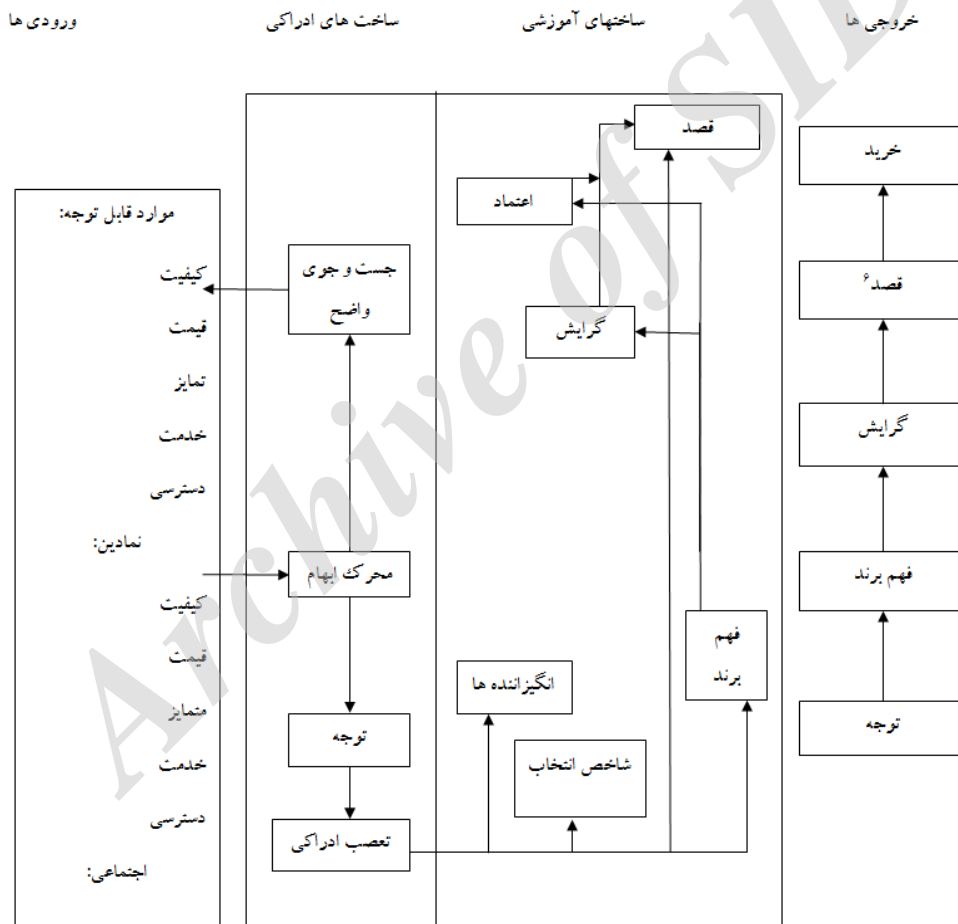 خروجی ها
ساختهای آموزشی
ساخت های ادراکی
ورودی ها
قصد
اعتماد
گرایش
فهم
برند
انگیزاننده ها
شاخص انتخاب
خرید
قصد۶
گرایش
فهم برند
توجه
جست و جوی
واضح
محرک ابهام
توجه
تعصب ادراکی
موارد قابل توجه:
کیفیت
قیمت
تمایز
خدمت
دسترسی
نمادین:
کیفیت
قیمت
متمایز
خدمت
دسترسی
اجتماعی:
Archive of SID